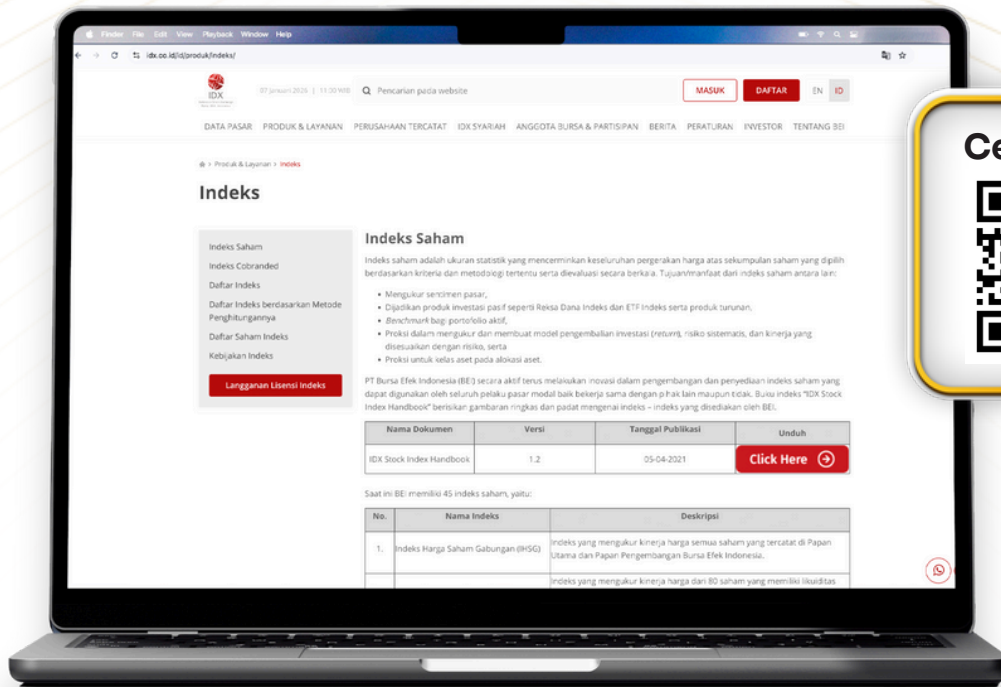 Finder File Edit View Playback Window Help
idx.co.id/id/produk/indeks/
IDX
07 Januari 2026 | 11:30 WIB
Pencarian pada website
MASUK
DAFTAR
EN ID
DATA PASAR PRODUK & LAYANAN PERUSAHAAN TERCATAT IDX SYARIAH ANGGOTA BURSA & PARTISIPAN BERITA PERATURAN INVESTOR TENTANG BEI
> Produk & Layanan > Indeks
Indeks
Indeks Saham
Indeks Cobranded
Daftar Indeks
Daftar Indeks berdasarkan Metode
Penghitungannya
Daftar Saham Indeks
Kebijakan Indeks
Langganan Lisensi Indeks
Indeks Saham
Indeks saham adalah ukuran statistik yang mencerminkan keseluruhan pergerakan harga atas sekumpulan saham yang dipilih
berdasarkan kriteria dan metodologi tertentu serta dievaluasi secara berkala. Tujuan/manfaat dari indeks saham antara lain:
• Mengukur sentimen pasar,
• Dijadikan produk investasi pasif seperti Reksa Dana Indeks dan ETF Indeks serta produk turunan,
• Benchmark bagi portofolio aktif,
• Proksi dalam mengukur dan membuat model pengembalian investasi (return), risiko sistematis, dan kinerja yang
disesuaikan dengan risiko, serta
• Proksi untuk kelas aset pada alokasi aset.
PT Bursa Efek Indonesia (BEI) secara aktif terus melakukan inovasi dalam pengembangan dan penyediaan indeks saham yang
dapat digunakan oleh seluruh pelaku pasar modal baik bekerja sama dengan pihak lain maupun tidak. Buku indeks "IDX Stock
Index Handbook" berisikan gambaran ringkas dan padat mengenai indeks – indeks yang disediakan oleh BEI.
Nama Dokumen Versi Tanggal Publikasi Unduh
IDX Stock Index Handbook 1.2 05-04-2021 Click Here
Saat ini BEI memiliki 45 indeks saham, yaitu:
No. Nama Indeks Deskripsi
1. Indeks Harga Saham Gabungan (IHSG) Indeks yang mengukur kinerja harga semua saham yang tercatat di Papan
Utama dan Papan Pengembangan Bursa Efek Indonesia.
Indeks yang mengukur kinerja harga dari 80 saham yang memiliki likuiditas
Ce